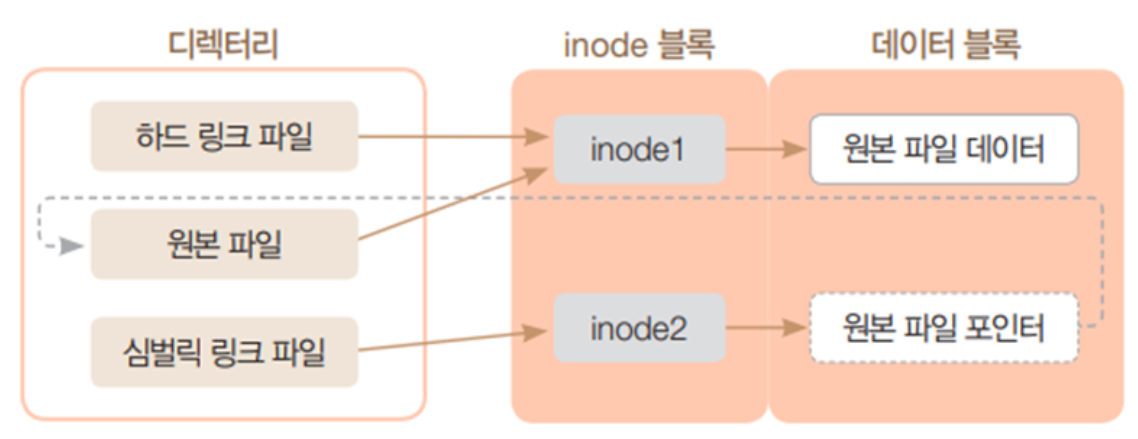 디렉터리
inode 블록
데이터 블록
하드 링크 파일
inode1
원본 파일 데이터
원본 파일
심벌릭 링크 파일
inode2
원본 파일 포인터